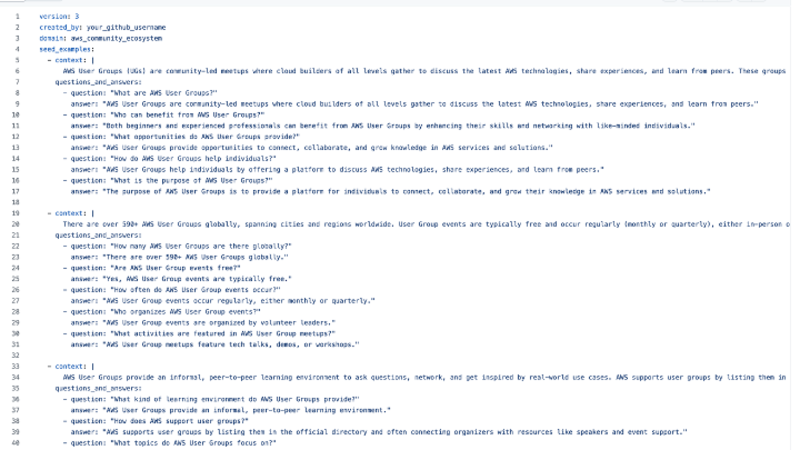 1 version: 3
2 created_by: your_github_username
3 domain: aws_community_ecosystem
4 seed_examples:
5 - context: |
6 AWS User Groups (UGs) are community-led meetups where cloud builders of all levels gather to discuss the latest AWS technologies, share experiences, and learn from peers. These groups
7 questions_and_answers:
8 - question: "What are AWS User Groups?"
9 answer: "AWS User Groups are community-led meetups where cloud builders of all levels gather to discuss the latest AWS technologies, share experiences, and learn from peers."
10 - question: "Who can benefit from AWS User Groups?"
11 answer: "Both beginners and experienced professionals can benefit from AWS User Groups by enhancing their skills and networking with like-minded individuals."
12 - question: "What opportunities do AWS User Groups provide?"
13 answer: "AWS User Groups provide opportunities to connect, collaborate, and grow knowledge in AWS services and solutions."
14 - question: "How do AWS User Groups help individuals?"
15 answer: "AWS User Groups help individuals by offering a platform to discuss AWS technologies, share experiences, and learn from peers."
16 - question: "What is the purpose of AWS User Groups?"
17 answer: "The purpose of AWS User Groups is to provide a platform for individuals to connect, collaborate, and grow their knowledge in AWS services and solutions."
18
19 - context: |
20 There are over 590+ AWS User Groups globally, spanning cities and regions worldwide. User Group events are typically free and occur regularly (monthly or quarterly), either in-person o
21 questions_and_answers:
22 - question: "How many AWS User Groups are there globally?"
23 answer: "There are over 590+ AWS User Groups globally."
24 - question: "Are AWS User Group events free?"
25 answer: "Yes, AWS User Group events are typically free."
26 - question: "How often do AWS User Group events occur?"
27 answer: "AWS User Group events occur regularly, either monthly or quarterly."
28 - question: "Who organizes AWS User Group events?"
29 answer: "AWS User Group events are organized by volunteer leaders."
30 - question: "What activities are featured in AWS User Group meetups?"
31 answer: "AWS User Group meetups feature tech talks, demos, or workshops."
32
33 - context: |
34 AWS User Groups provide an informal, peer-to-peer learning environment to ask questions, network, and get inspired by real-world use cases. AWS supports user groups by listing them in
35 questions_and_answers:
36 - question: "What kind of learning environment do AWS User Groups provide?"
37 answer: "AWS User Groups provide an informal, peer-to-peer learning environment."
38 - question: "How does AWS support user groups?"
39 answer: "AWS supports user groups by listing them in the official directory and often connecting organizers with resources like speakers and event support."
40 - question: "What topics do AWS User Groups focus on?"